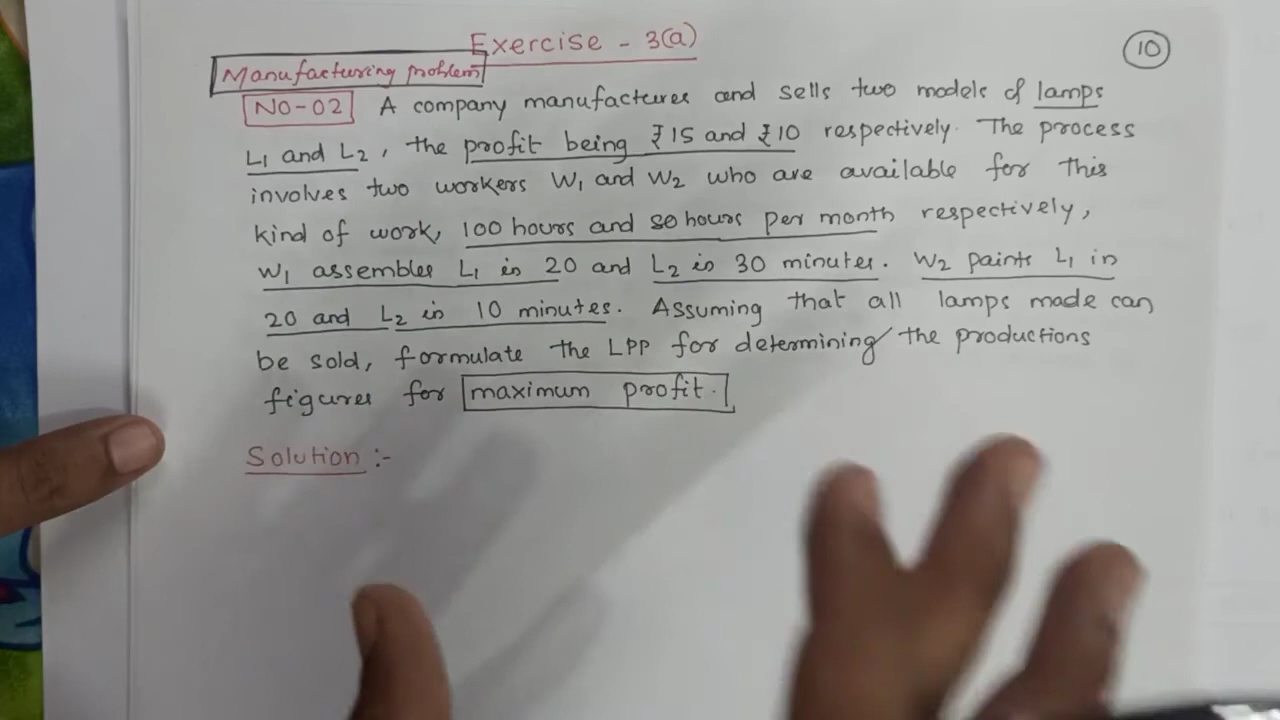 Exercise - 3(a)
10
Manufacturing problem
NO-02 A company manufactures and sells two models of lamps
L1 and L2, the profit being ₹15 and ₹10 respectively. The process
involves two workers W1 and W2 who are available for this
kind of work, 100 hours and 80 hours per month respectively,
W1 assembles L1 in 20 and L2 in 30 minutes. W2 paints L1 in
20 and L2 in 10 minutes. Assuming that all lamps made can
be sold, formulate the LPP for determining the productions
figures for maximum profit.
Solution :-